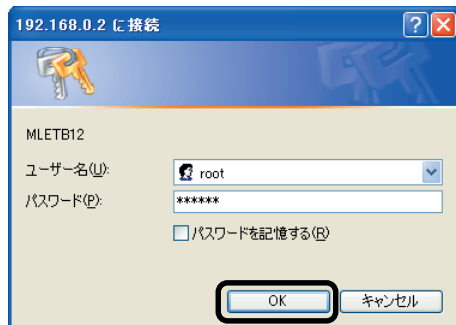 192.168.0.2 に接続
MLETB12
ユーザー名(U):
root
パスワード(P):
******
パスワードを記憶する(R)
OK
キャンセル